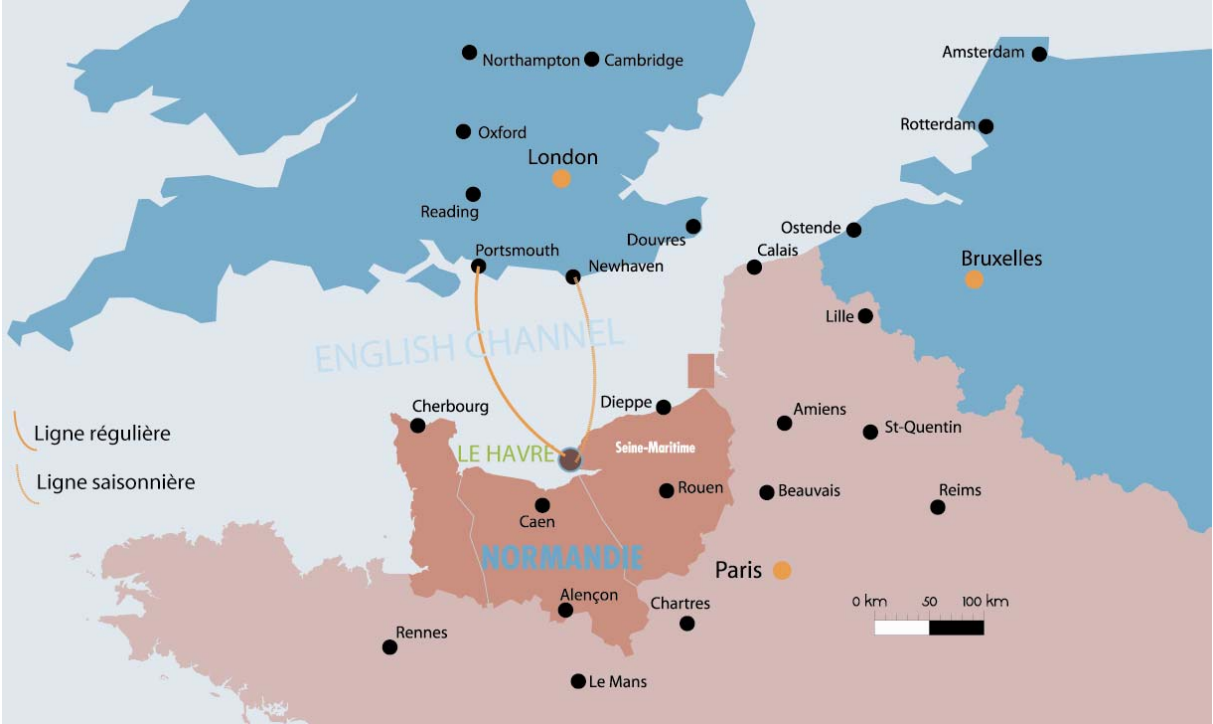 Northampton
Cambridge
Amsterdam
Oxford
Rotterdam
London
Reading
Douvres
Ostende
Portsmouth
Newhaven
Calais
Bruxelles
Lille
ENGLISH CHANNEL
Cherbourg
Dieppe
Amiens
St-Quentin
Ligne régulière
LE HAVRE
Seine-Maritime
Ligne saisonnière
Rouen
Beauvais
Reims
Caen
NORMANDIE
Paris
Alençon
Chartres
0 km 50 100 km
Rennes
Le Mans